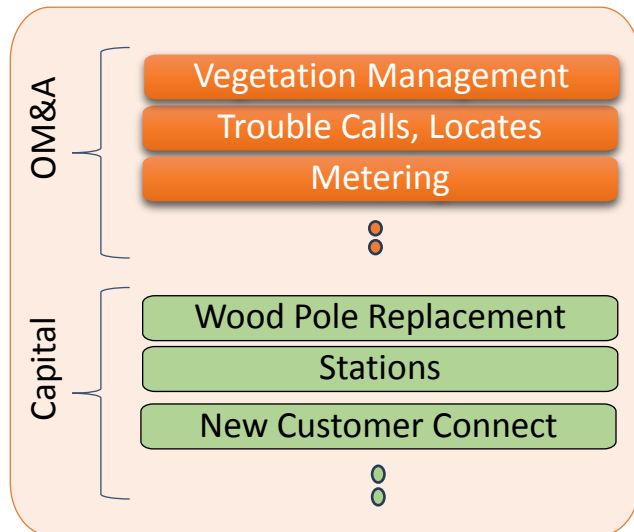 OM&A
Vegetation Management
Trouble Calls, Locates
Metering
Capital
Wood Pole Replacement
Stations
New Customer Connect